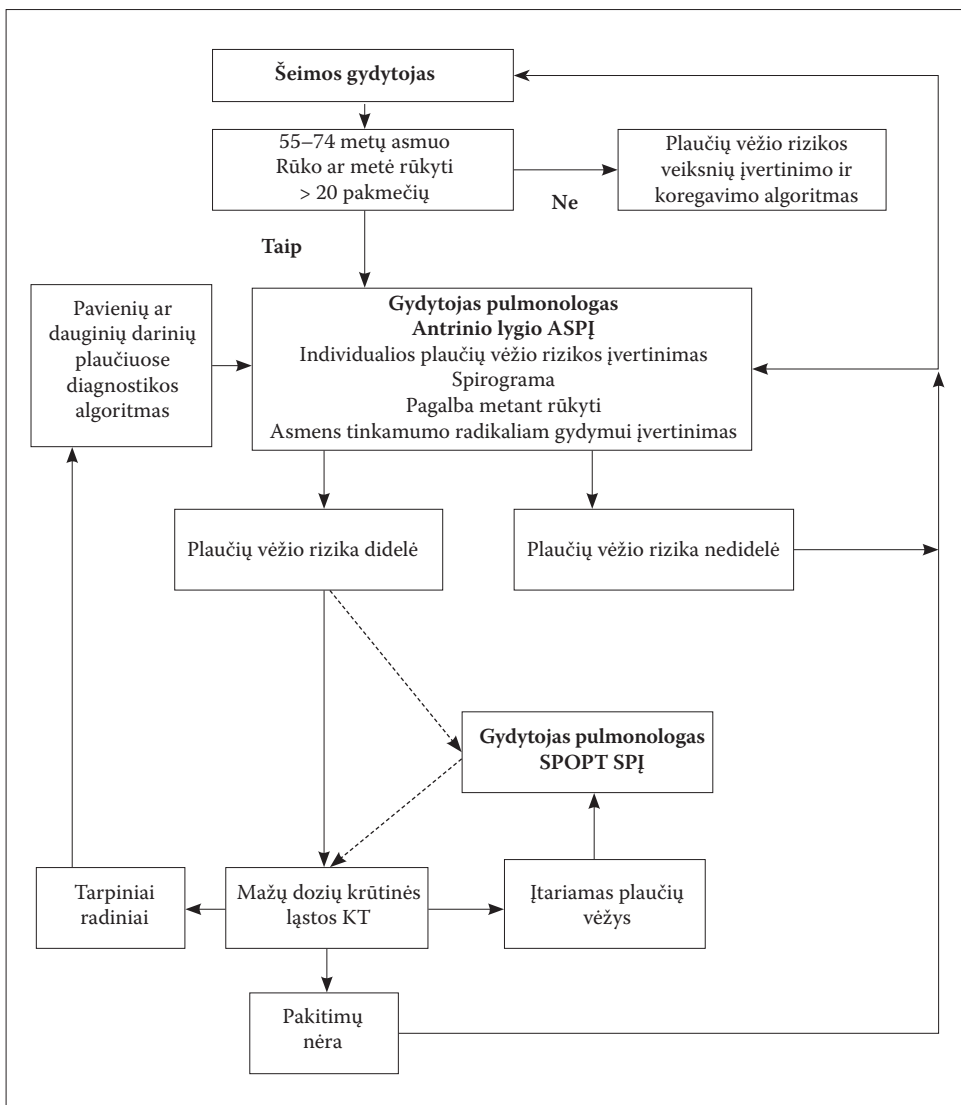 Šeimos gydytojas
55–74 metų asmuo
Rūko ar metė rūkyti
> 20 pakmečių
Plaučių vėžio rizikos
veiksnių įvertinimo ir
koregavimo algoritmas
Ne
Taip
Pavienių ar
dauginių darinių
plaučiuose
diagnostikos
algoritmas
Gydytojas pulmonologas
Antrinio lygio ASPĮ
Individualios plaučių vėžio rizikos įvertinimas
Spirograma
Pagalba metant rūkyti
Asmens tinkamumo radikaliam gydymui įvertinimas
Plaučių vėžio rizika didelė
Plaučių vėžio rizika nedidelė
Gydytojas pulmonologas
SPOPT SPĮ
Tarpiniai
radiniai
Mažų dozių krūtinės
ląstos KT
Įtariamas plaučių
vėžys
Pakitimų
nėra